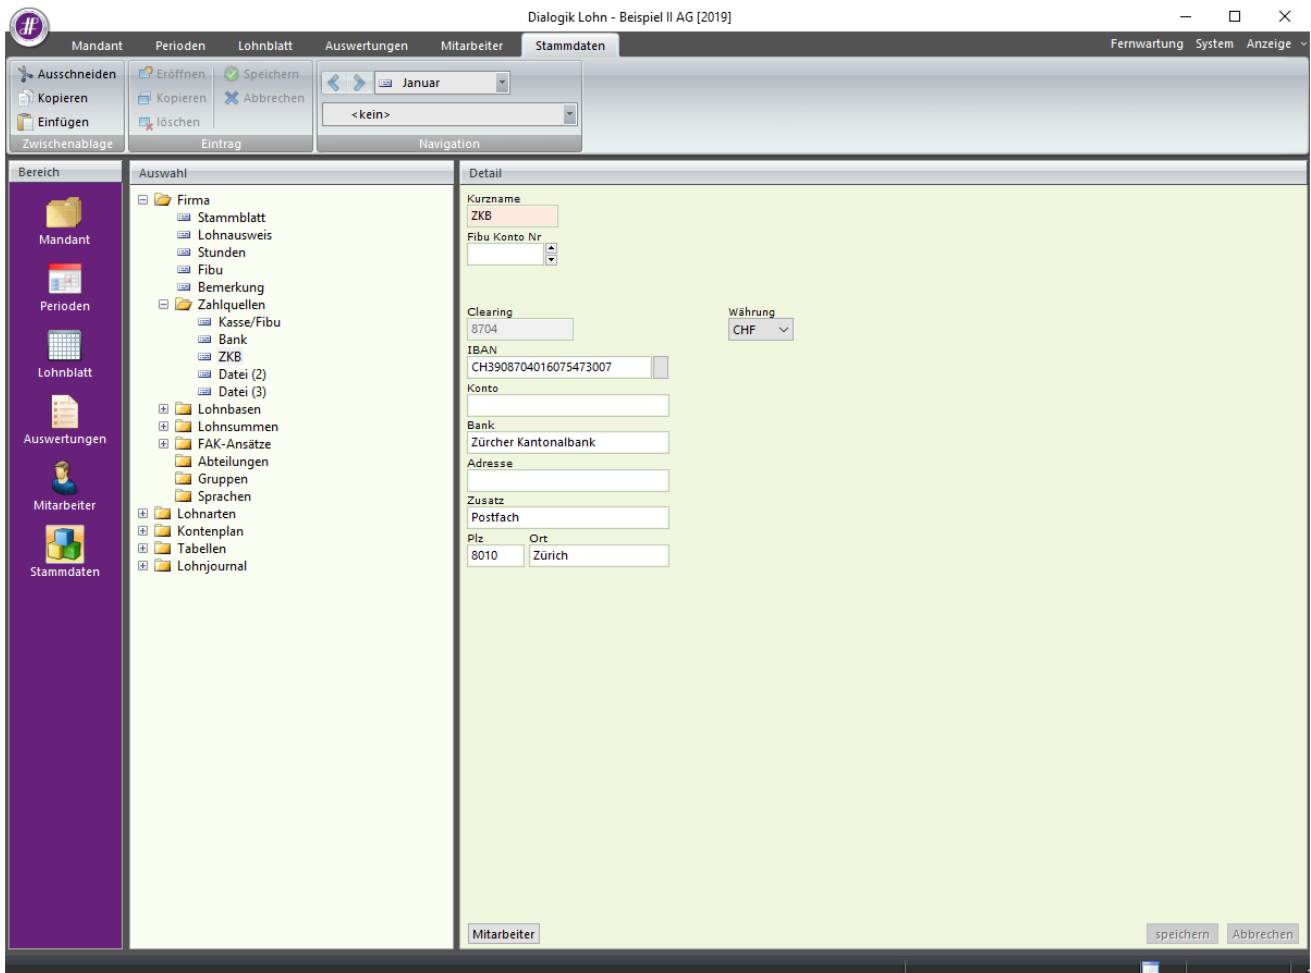 Dialogik Lohn - Beispiel II AG [2019]
Mandant Perioden Lohnblatt Auswertungen Mitarbeiter Stammdaten Fernwartung System Anzeige
Ausschneiden Eröffnen Speichern
Kopieren Kopieren Abbrechen
Einfügen löschen
Januar
<kein>
Zwischenablage Eintrag Navigation
Bereich
Mandant
Perioden
Lohnblatt
Auswertungen
Mitarbeiter
Stammdaten
Auswahl
Firma
Stammblatt
Lohnausweis
Stunden
Fibu
Bemerkung
Zahlquellen
Kasse/Fibu
Bank
ZKB
Datei (2)
Datei (3)
Lohnbasen
Lohnsummen
FAK-Ansätze
Abteilungen
Gruppen
Sprachen
Lohnarten
Kontenplan
Tabellen
Lohnjournal
Detail
Kurzname
ZKB
Fibu Konto Nr
Clearing Währung
8704 CHF
IBAN
CH3908704016075473007
Konto
Bank
Zürcher Kantonalbank
Adresse
Zusatz
Postfach
Plz Ort
8010 Zürich
Mitarbeiter speichern Abbrechen